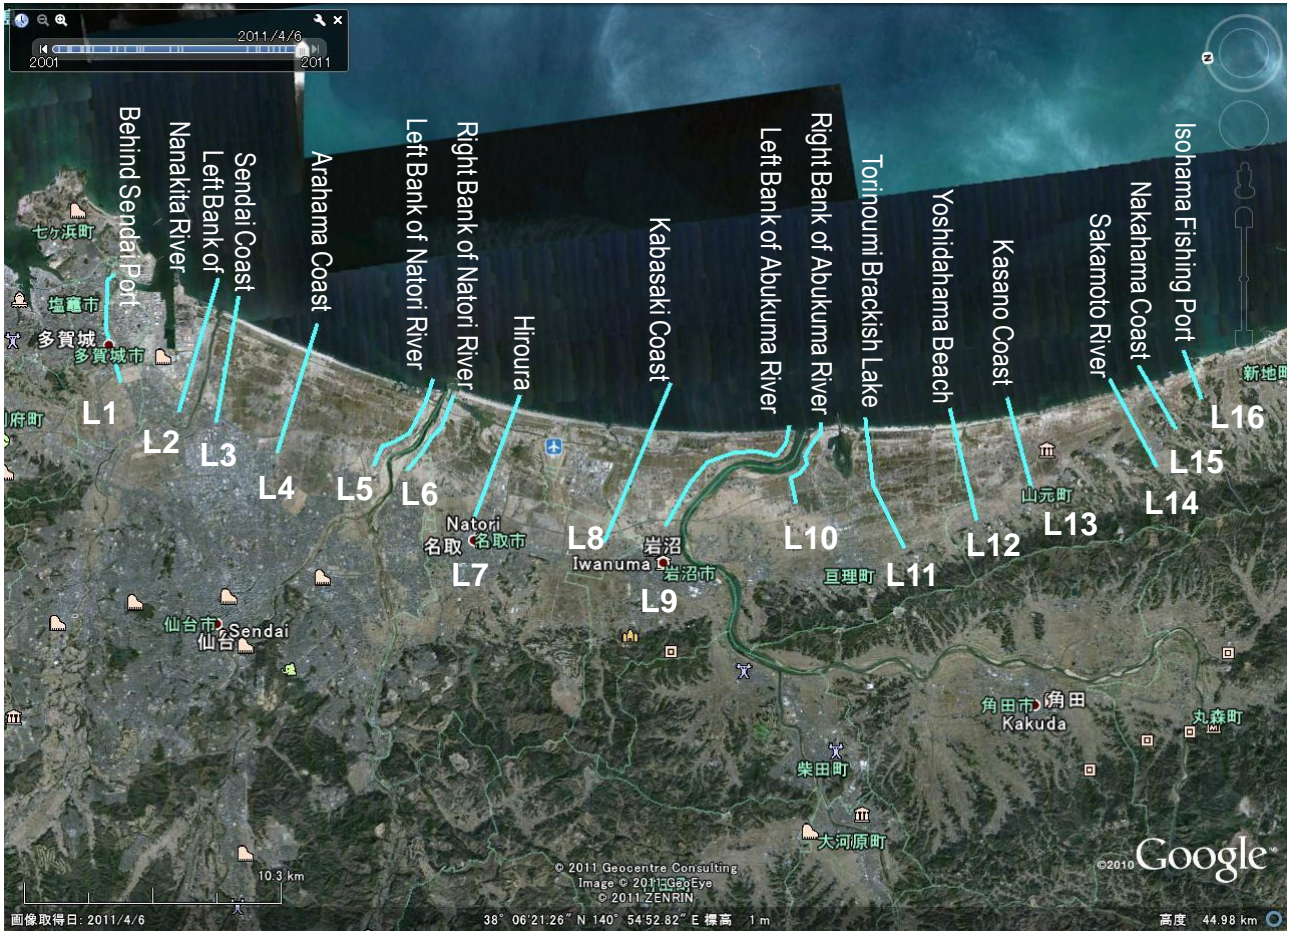 2011/4/6
2001
2011
N
Behind Sendai Port
Left Bank of
Nanakita River
Sendai Coast
Arahama Coast
Left Bank of Natori River
Right Bank of Natori River
Hiroura
Kabasaki Coast
Left Bank of Abukuma River
Right Bank of Abukuma River
Torinoumi Brackish Lake
Yoshidahama Beach
Kasano Coast
Sakamoto River
Nakahama Coast
Isohama Fishing Port
七ヶ浜町
塩竈市
多賀城
多賀城市
府町
新地町
L1
L2
L3
L4
L5
L6
L7
L8
L9
L10
L11
L12
L13
L14
L15
L16
山元町
Natori
名取
名取市
岩沼
Iwanuma
岩沼市
亘理町
仙台市
仙台
Sendai
角田市
角田
Kakuda
丸森町
柴田町
大河原町
10.3 km
© 2011 Geocentre Consulting
Image © 2011 GeoEye
© 2011 ZENRIN
©2010 Google™
画像取得日: 2011/4/6
38° 06'21.26" N 140° 54'52.82" E 標高 1 m
高度 44.98 km